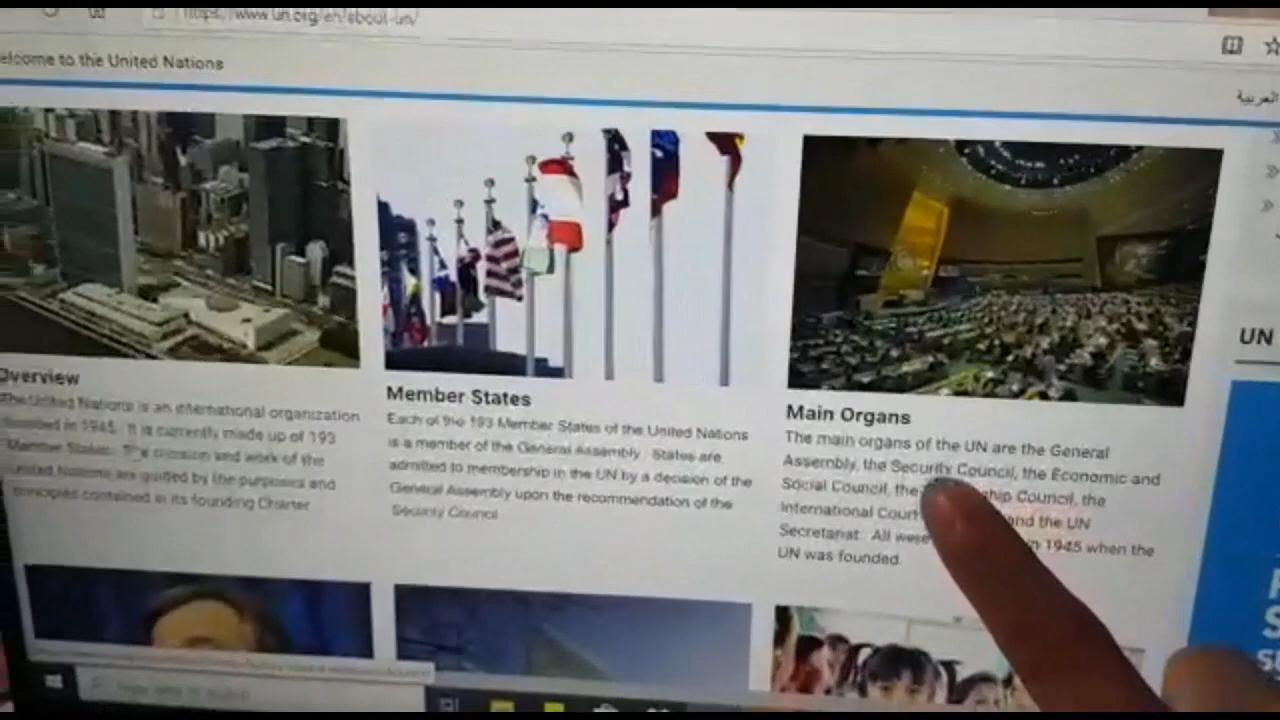 https://www.un.org/en/about-un/
elcome to the United Nations
العربية
Overview
The United Nations is an international organization
founded in 1945. It is currently made up of 193
Member States. The mission and work of the
United Nations are guided by the purposes and
principles contained in its founding Charter
Member States
Each of the 193 Member States of the United Nations
is a member of the General Assembly. States are
admitted to membership in the UN by a decision of the
General Assembly upon the recommendation of the
Security Council
Main Organs
The main organs of the UN are the General
Assembly, the Security Council, the Economic and
Social Council, the ship Council, the
International Court and the UN
Secretariat. All were in 1945 when the
UN was founded.
UN